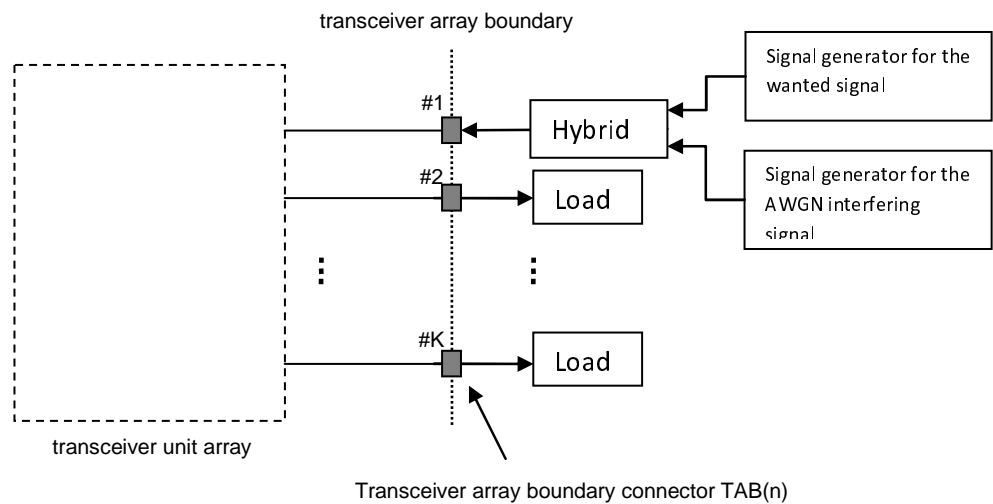 transceiver array boundary
Signal generator for the
wanted signal
#1
Hybrid
#2
Signal generator for the
AWGN interfering
signal
Load
#K
Load
transceiver unit array
Transceiver array boundary connector TAB(n)